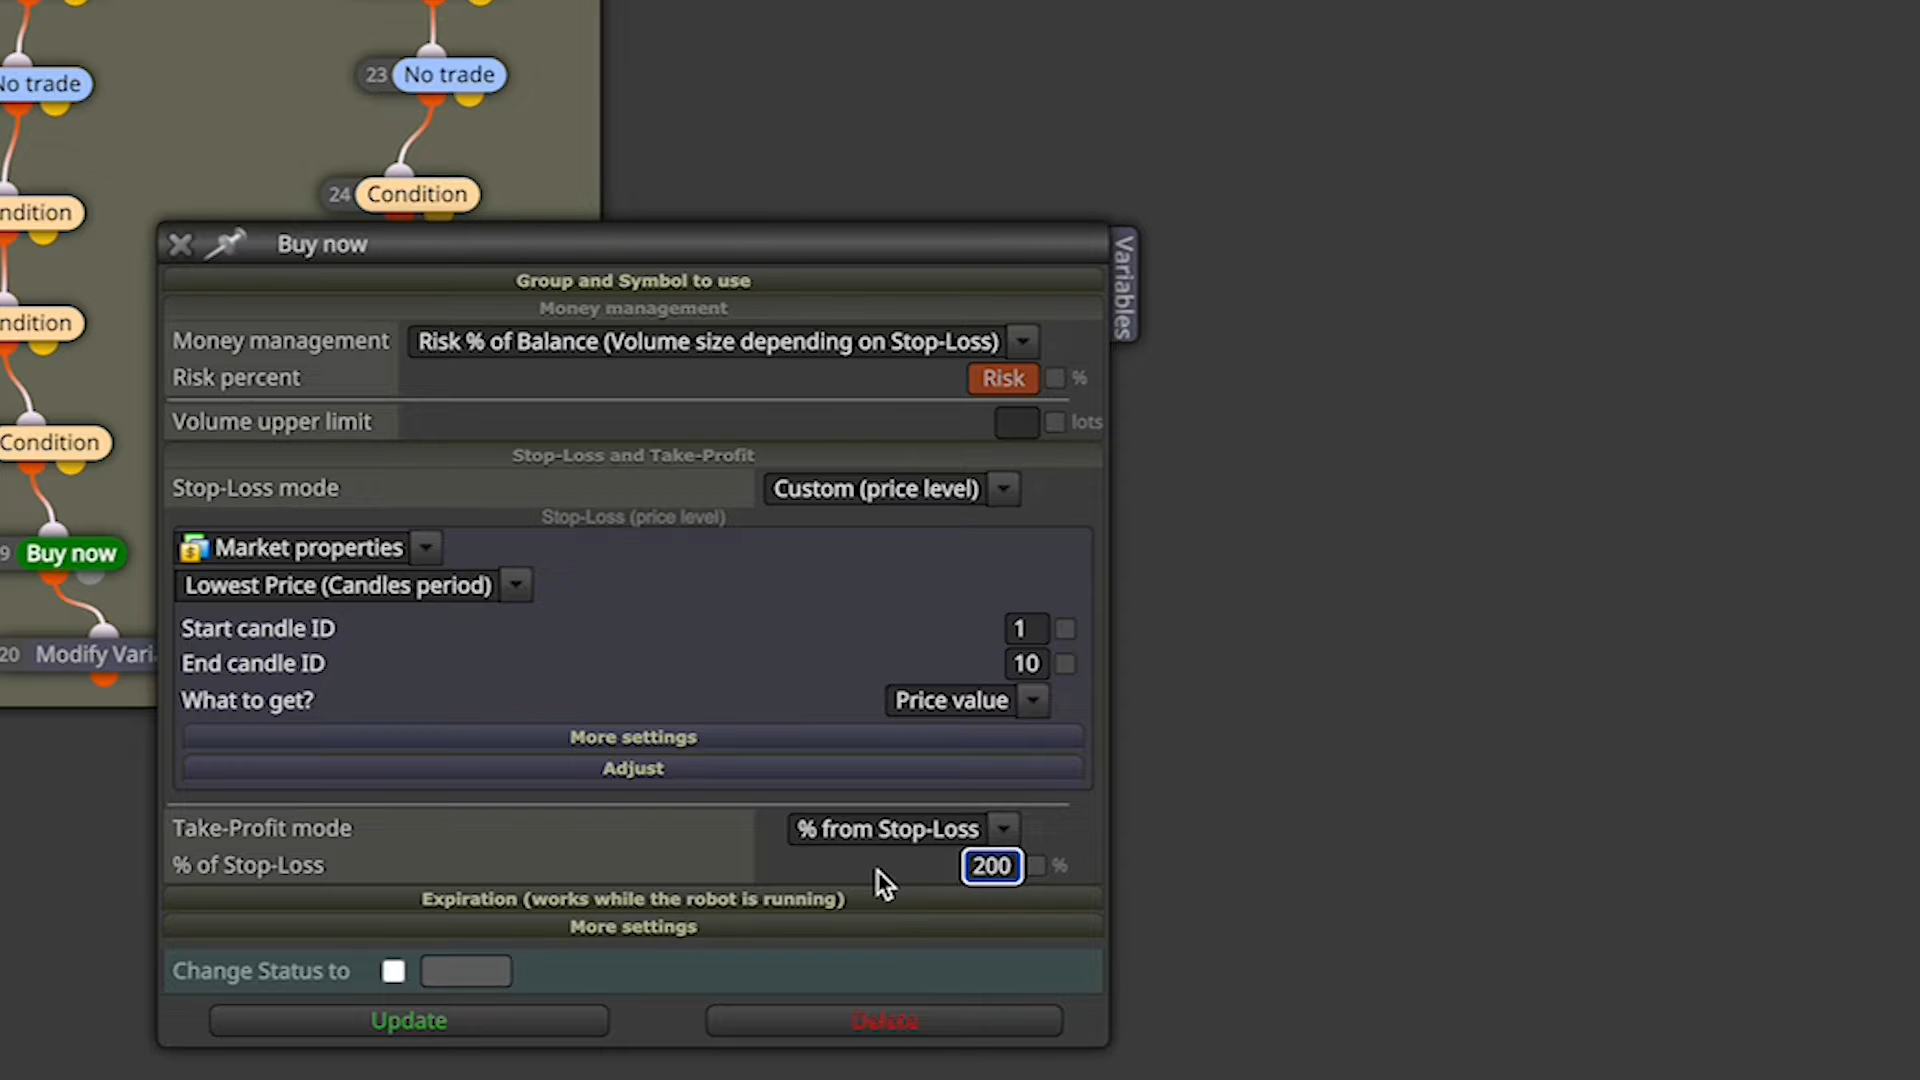 No trade
23 No trade
24 Condition
ndition
ndition
Condition
9 Buy now
20 Modify Vari
Buy now
Variables
Group and Symbol to use
Money management
Money management Risk % of Balance (Volume size depending on Stop-Loss)
Risk percent Risk %
Volume upper limit lots
Stop-Loss and Take-Profit
Stop-Loss mode Custom (price level)
Stop-Loss (price level)
Market properties
Lowest Price (Candles period)
Start candle ID 1
End candle ID 10
What to get? Price value
More settings
Adjust
Take-Profit mode % from Stop-Loss
% of Stop-Loss 200 %
Expiration (works while the robot is running)
More settings
Change Status to
Update Delete